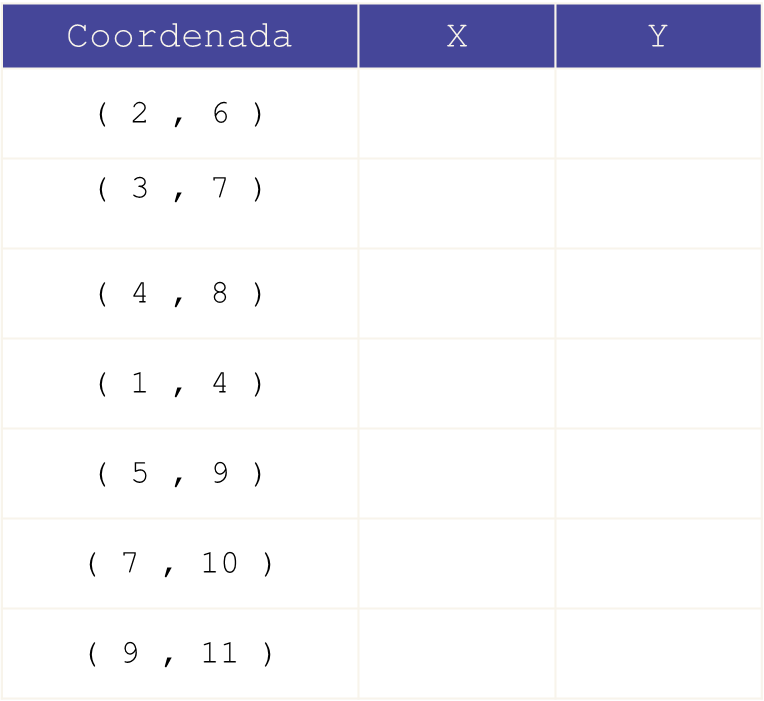 Coordenada X Y
( 2 , 6 )
( 3 , 7 )
( 4 , 8 )
( 1 , 4 )
( 5 , 9 )
( 7 , 10 )
( 9 , 11 )